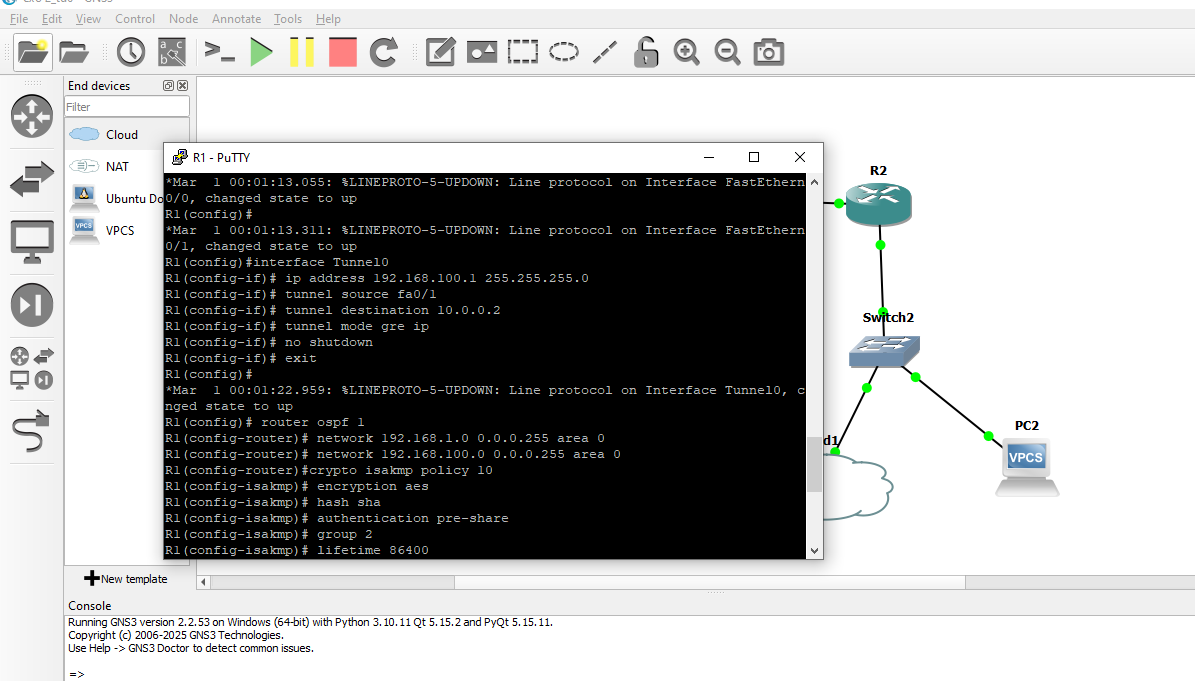 File Edit View Control Node Annotate Tools Help
End devices
Filter
Cloud
NAT
Ubuntu Do
VPCS
R1 - PuTTY
*Mar  1 00:01:13.055: %LINEPROTO-5-UPDOWN: Line protocol on Interface FastEthern
0/0, changed state to up
R1(config)#
*Mar  1 00:01:13.311: %LINEPROTO-5-UPDOWN: Line protocol on Interface FastEthern
0/1, changed state to up
R1(config)#interface Tunnel0
R1(config-if)# ip address 192.168.100.1 255.255.255.0
R1(config-if)# tunnel source fa0/1
R1(config-if)# tunnel destination 10.0.0.2
R1(config-if)# tunnel mode gre ip
R1(config-if)# no shutdown
R1(config-if)# exit
R1(config)#
*Mar  1 00:01:22.959: %LINEPROTO-5-UPDOWN: Line protocol on Interface Tunnel0, c
nged state to up
R1(config)# router ospf 1
R1(config-router)# network 192.168.1.0 0.0.0.255 area 0
R1(config-router)# network 192.168.100.0 0.0.0.255 area 0
R1(config-router)#crypto isakmp policy 10
R1(config-isakmp)# encryption aes
R1(config-isakmp)# hash sha
R1(config-isakmp)# authentication pre-share
R1(config-isakmp)# group 2
R1(config-isakmp)# lifetime 86400
R2
Switch2
d1
PC2
VPCS
New template
Console
Running GNS3 version 2.2.53 on Windows (64-bit) with Python 3.10.11 Qt 5.15.2 and PyQt 5.15.11.
Copyright (c) 2006-2025 GNS3 Technologies.
Use Help -> GNS3 Doctor to detect common issues.
=>